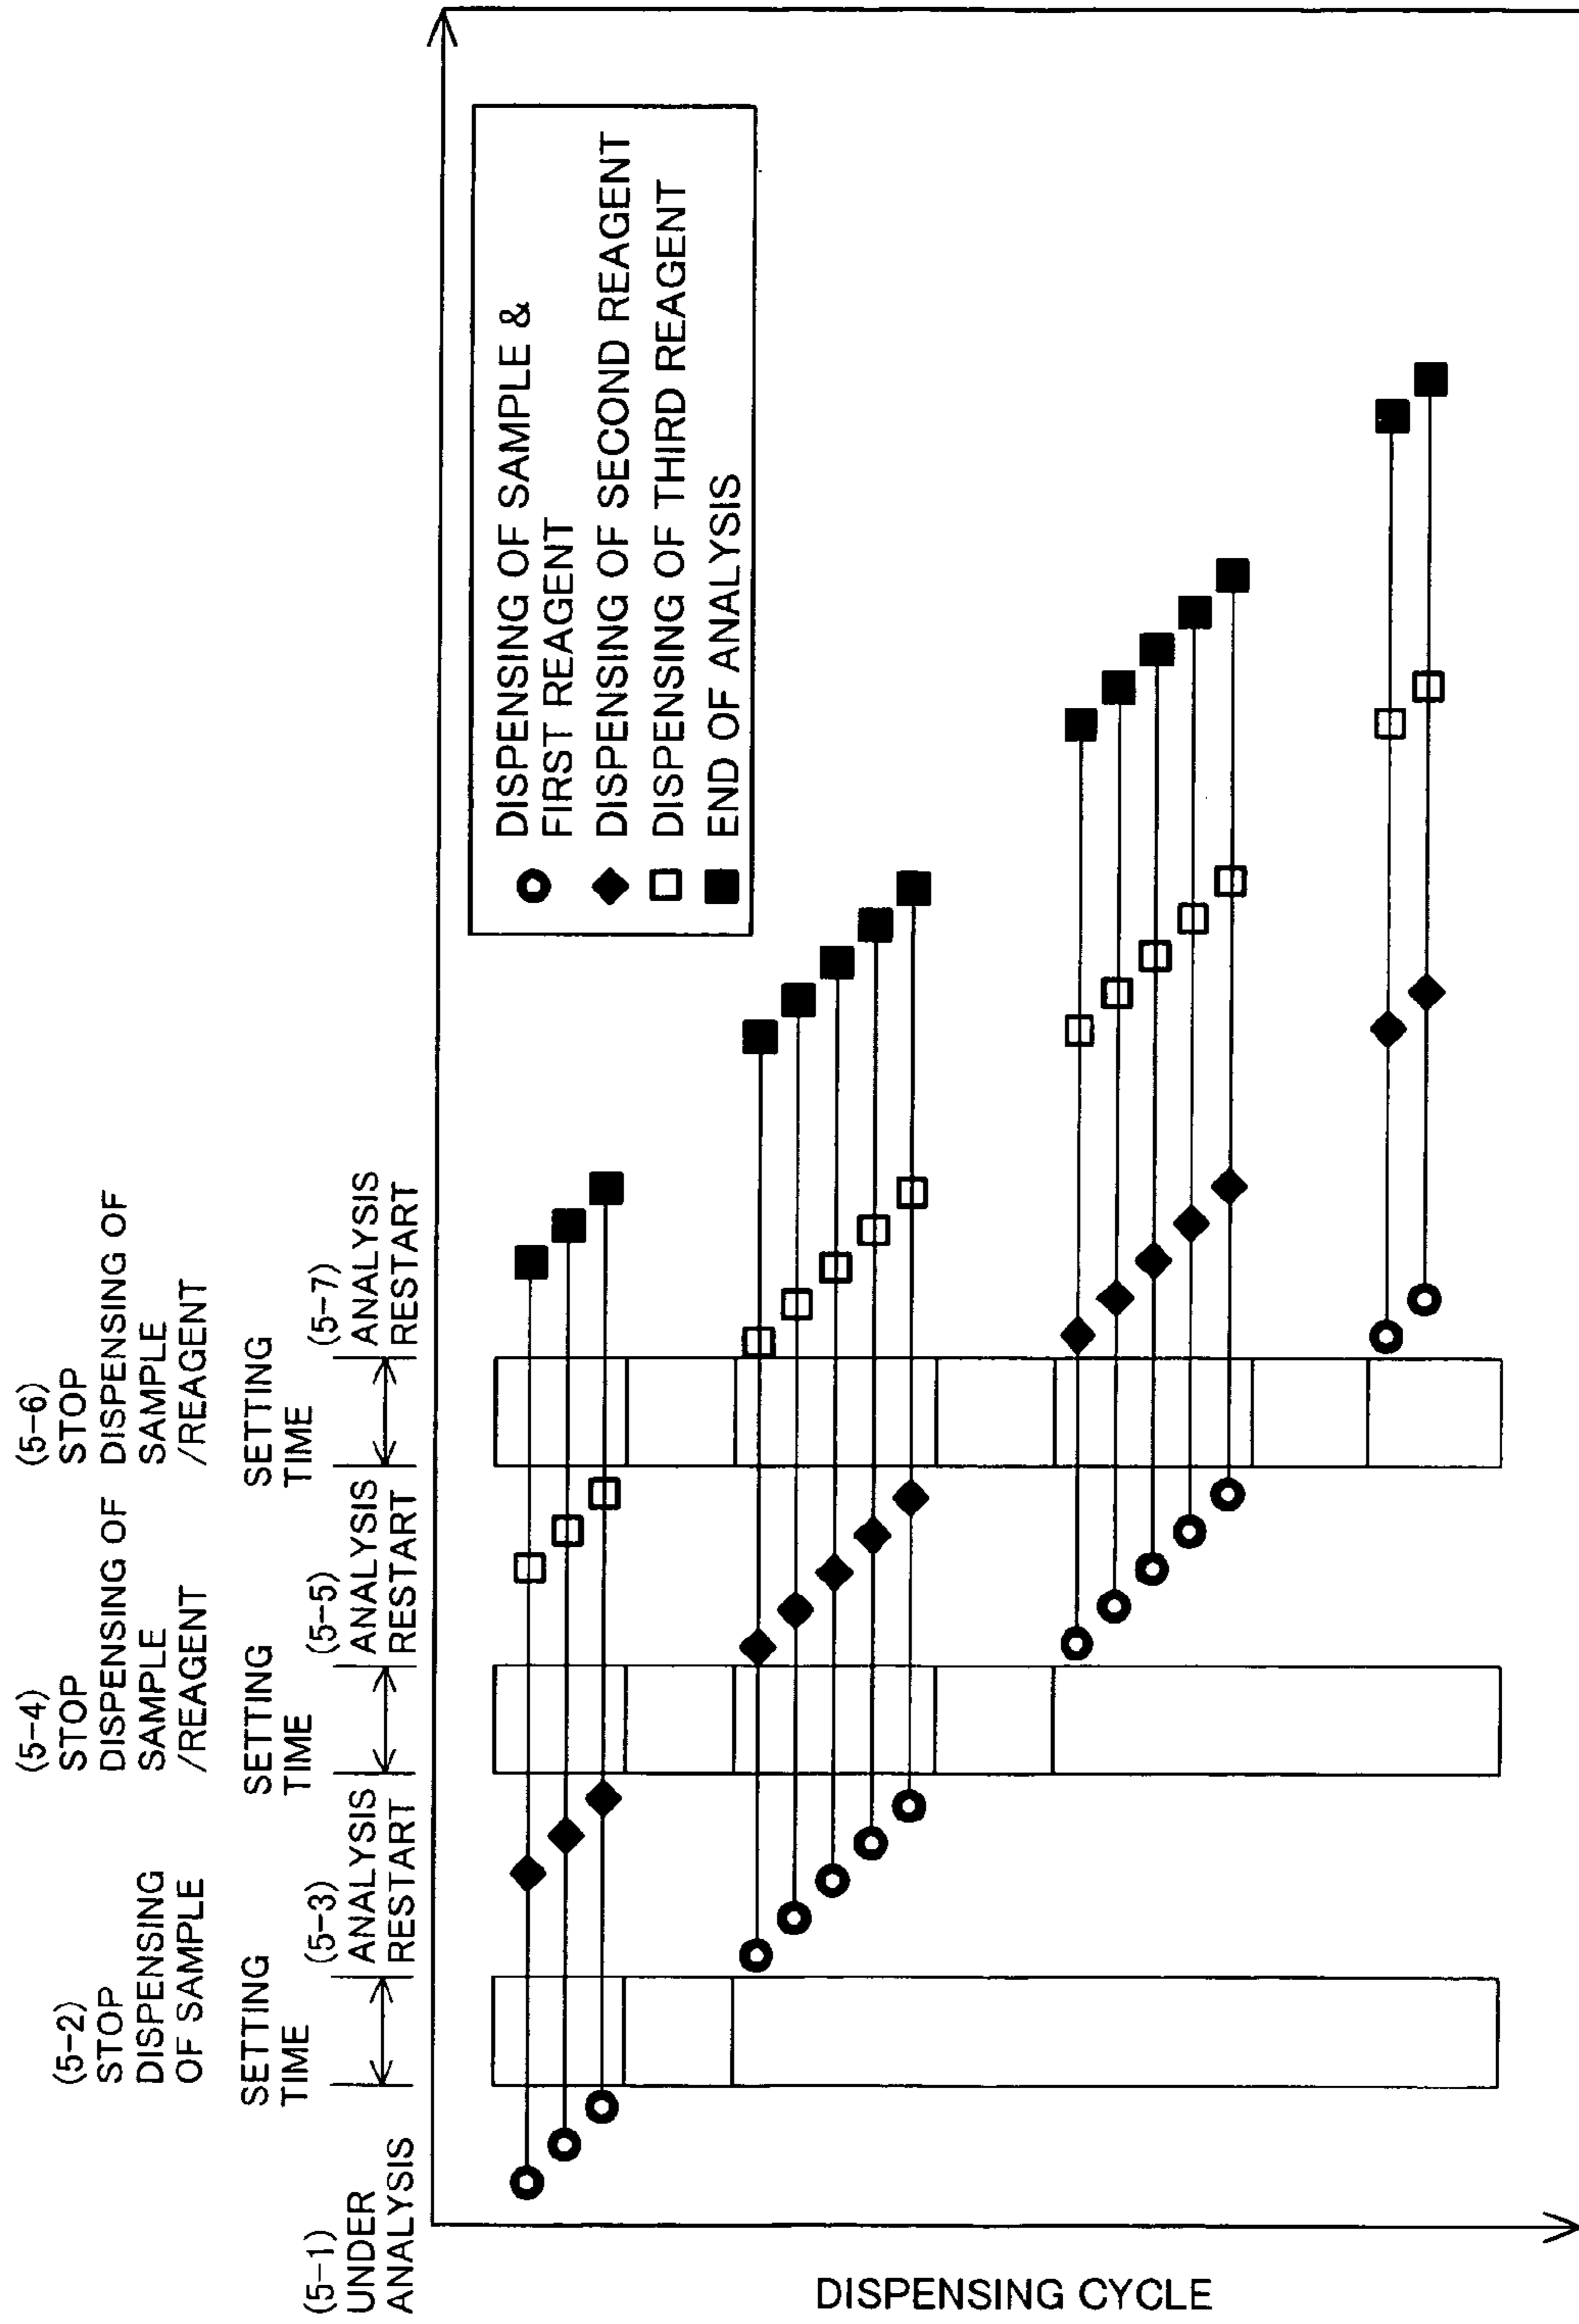 (5-1)
UNDER
ANALYSIS
(5-2)
STOP
DISPENSING
OF SAMPLE
SETTING
TIME
(5-3)
ANALYSIS
RESTART
(5-4)
STOP
DISPENSING OF
SAMPLE
/REAGENT
SETTING
TIME
(5-5)
ANALYSIS
RESTART
(5-6)
STOP
DISPENSING OF
SAMPLE
/REAGENT
SETTING
TIME
(5-7)
ANALYSIS
RESTART
DISPENSING OF SAMPLE &
FIRST REAGENT
DISPENSING OF SECOND REAGENT
DISPENSING OF THIRD REAGENT
END OF ANALYSIS
DISPENSING CYCLE